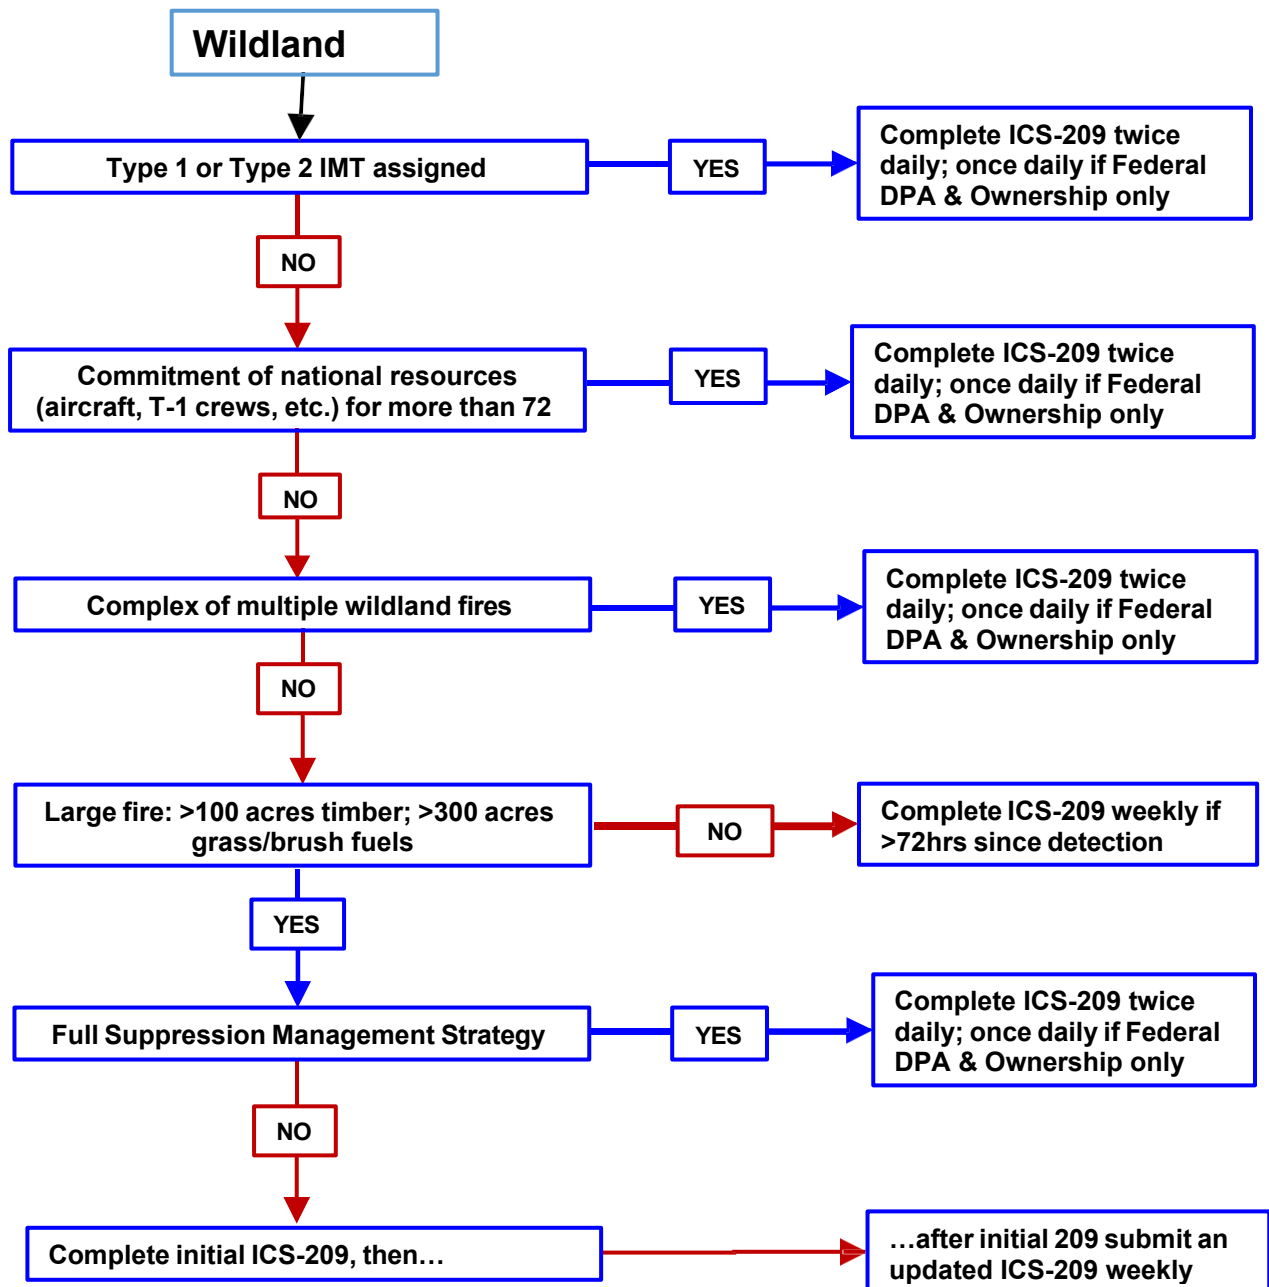 Wildland
Type 1 or Type 2 IMT assigned
YES
Complete ICS-209 twice
daily; once daily if Federal
DPA & Ownership only
NO
Commitment of national resources
(aircraft, T-1 crews, etc.) for more than 72
YES
Complete ICS-209 twice
daily; once daily if Federal
DPA & Ownership only
NO
Complex of multiple wildland fires
YES
Complete ICS-209 twice
daily; once daily if Federal
DPA & Ownership only
NO
Large fire: >100 acres timber; >300 acres
grass/brush fuels
NO
Complete ICS-209 weekly if
>72hrs since detection
YES
Full Suppression Management Strategy
YES
Complete ICS-209 twice
daily; once daily if Federal
DPA & Ownership only
NO
Complete initial ICS-209, then…
…after initial 209 submit an
updated ICS-209 weekly